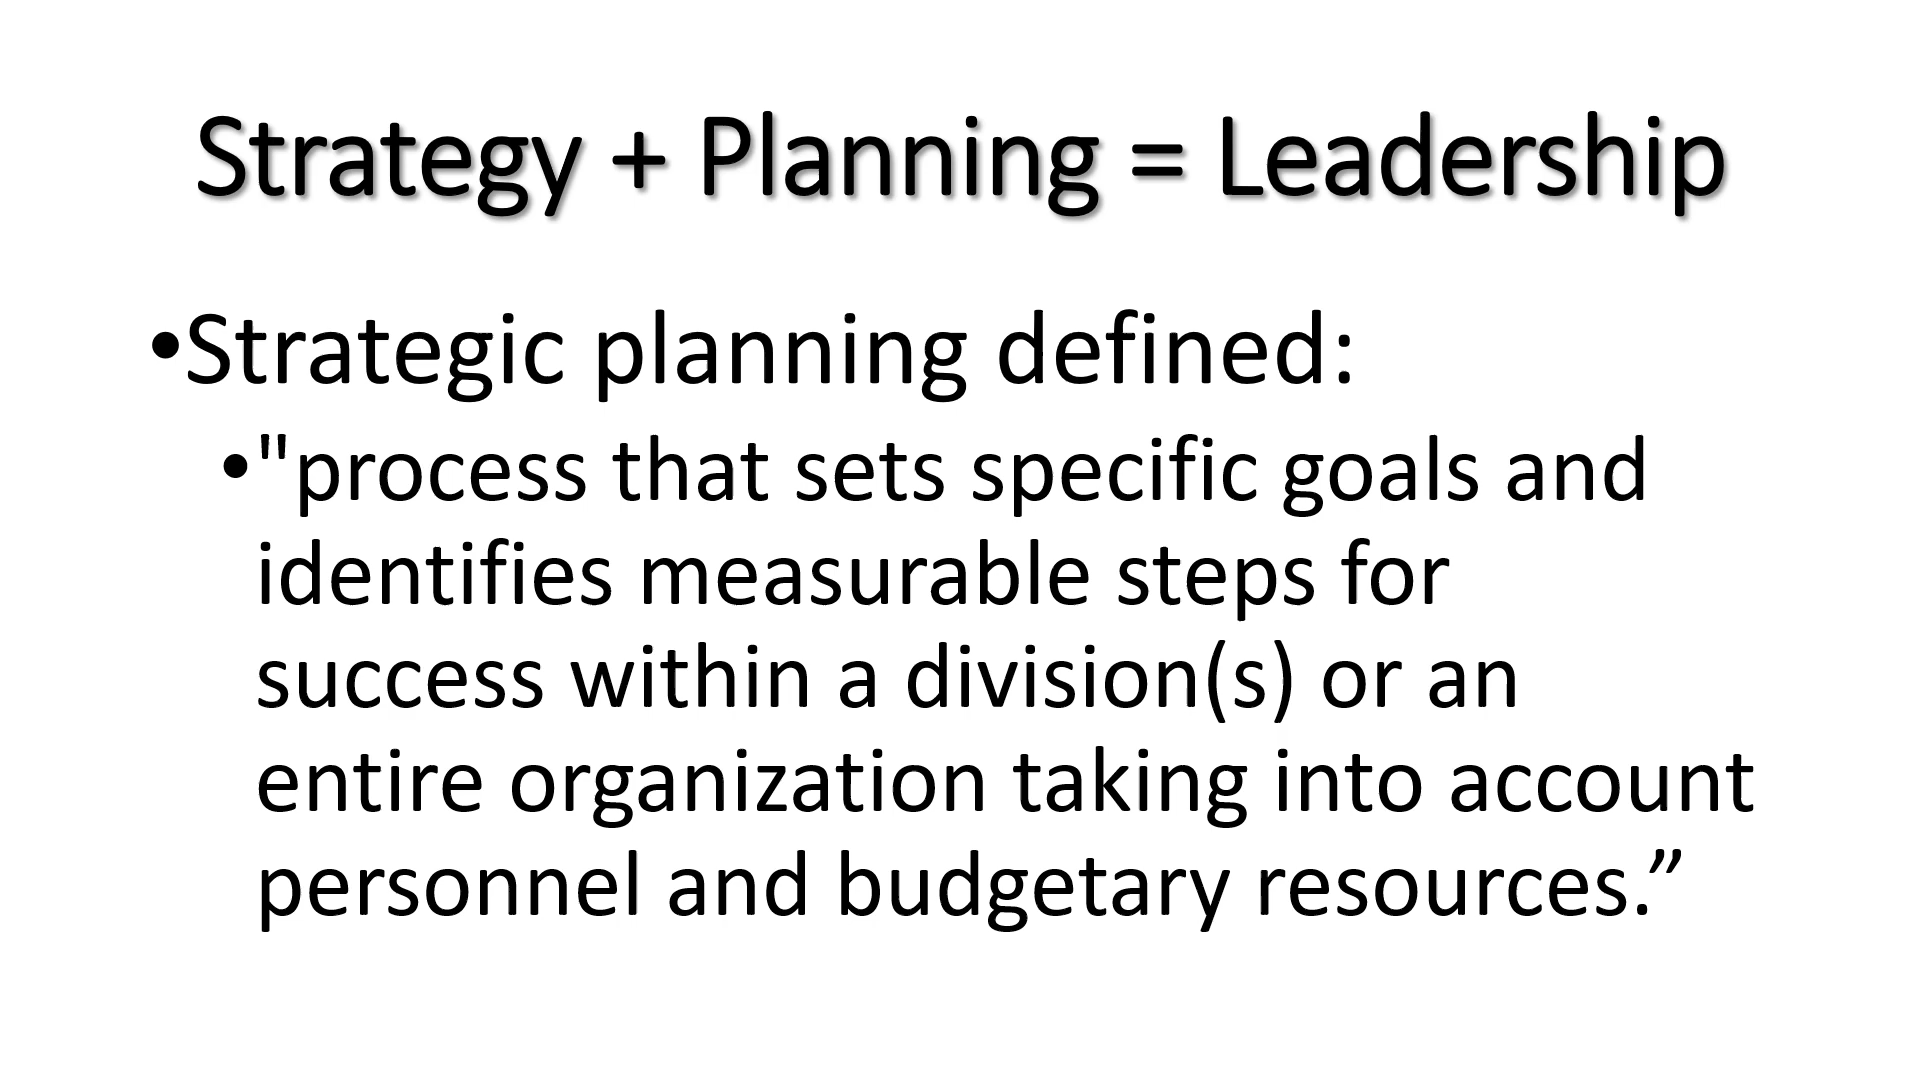 Strategy + Planning = Leadership
•Strategic planning defined:
•"process that sets specific goals and
identifies measurable steps for
success within a division(s) or an
entire organization taking into account
personnel and budgetary resources.”